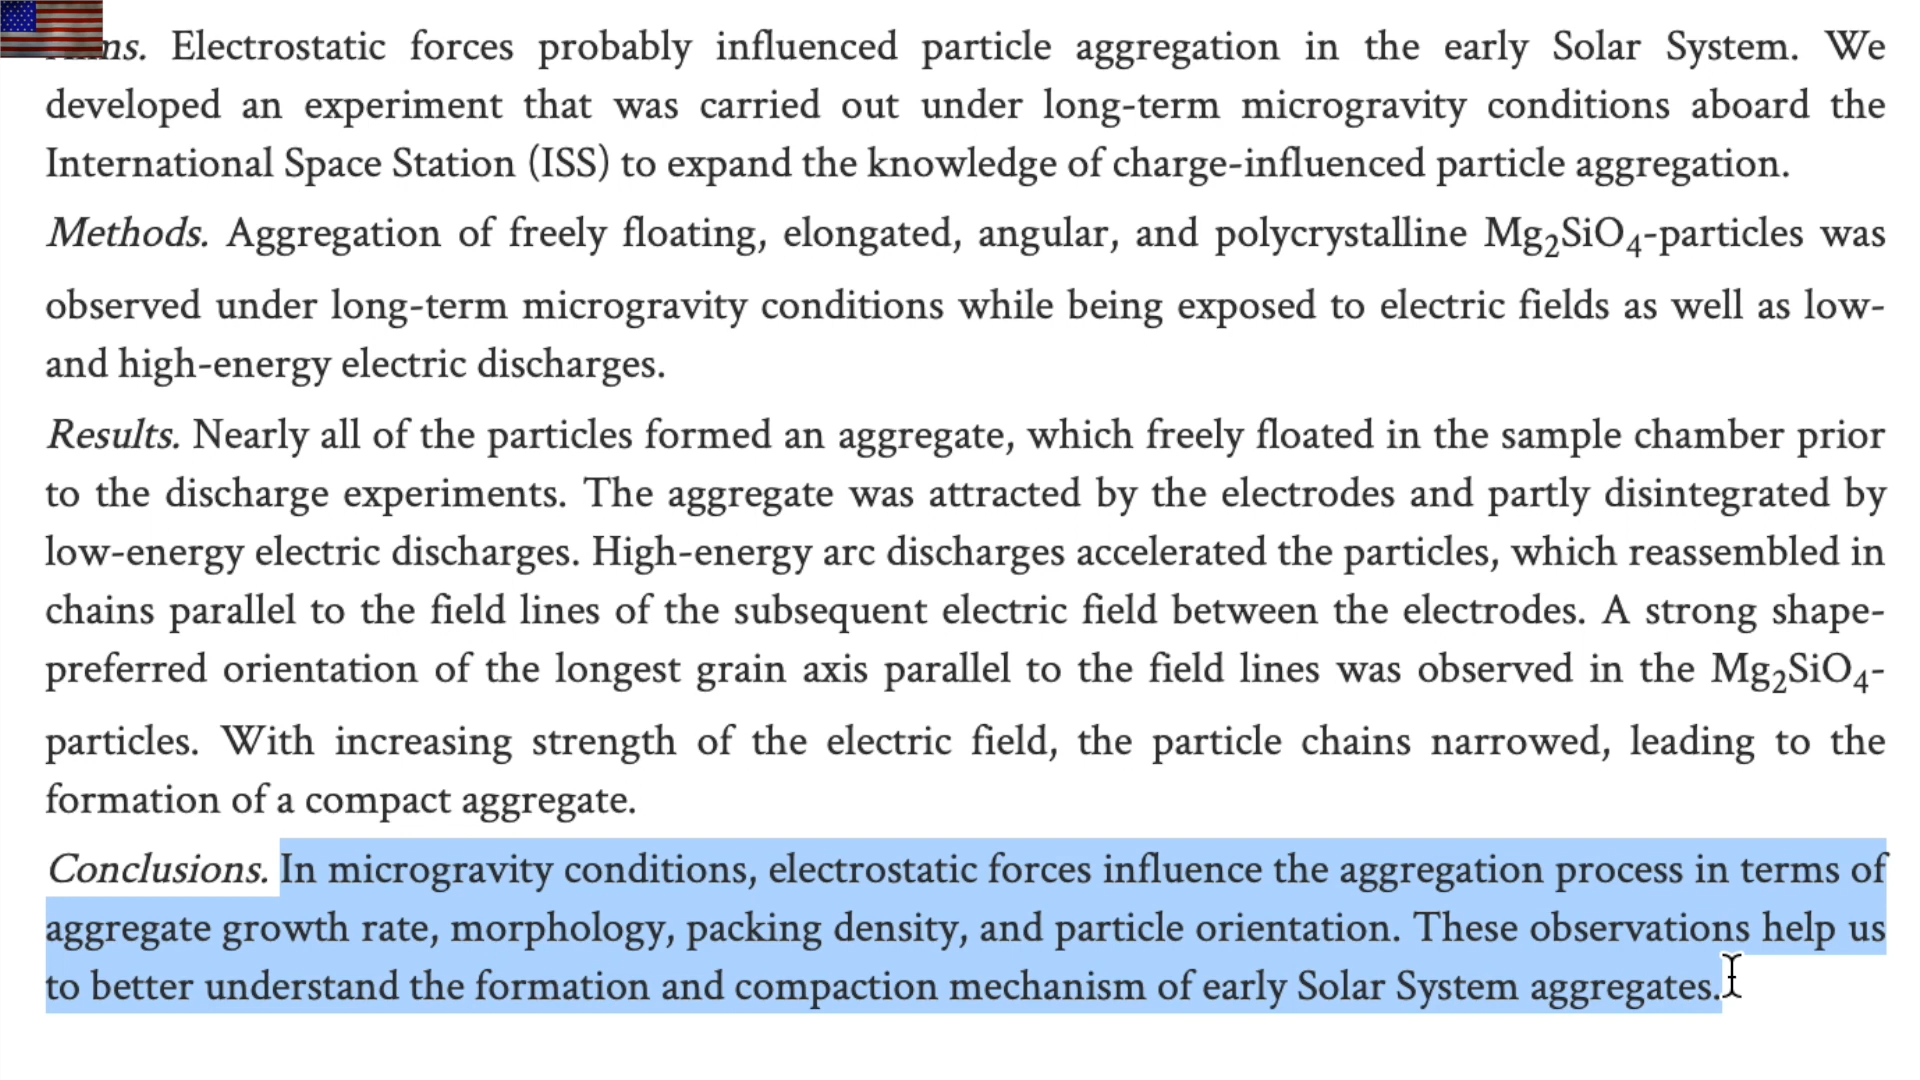 ms. Electrostatic forces probably influenced particle aggregation in the early Solar System. We
developed an experiment that was carried out under long-term microgravity conditions aboard the
International Space Station (ISS) to expand the knowledge of charge-influenced particle aggregation.
Methods. Aggregation of freely floating, elongated, angular, and polycrystalline Mg₂SiO₄-particles was
observed under long-term microgravity conditions while being exposed to electric fields as well as low-
and high-energy electric discharges.
Results. Nearly all of the particles formed an aggregate, which freely floated in the sample chamber prior
to the discharge experiments. The aggregate was attracted by the electrodes and partly disintegrated by
low-energy electric discharges. High-energy arc discharges accelerated the particles, which reassembled in
chains parallel to the field lines of the subsequent electric field between the electrodes. A strong shape-
preferred orientation of the longest grain axis parallel to the field lines was observed in the Mg₂SiO₄-
particles. With increasing strength of the electric field, the particle chains narrowed, leading to the
formation of a compact aggregate.
Conclusions. In microgravity conditions, electrostatic forces influence the aggregation process in terms of
aggregate growth rate, morphology, packing density, and particle orientation. These observations help us
to better understand the formation and compaction mechanism of early Solar System aggregates.